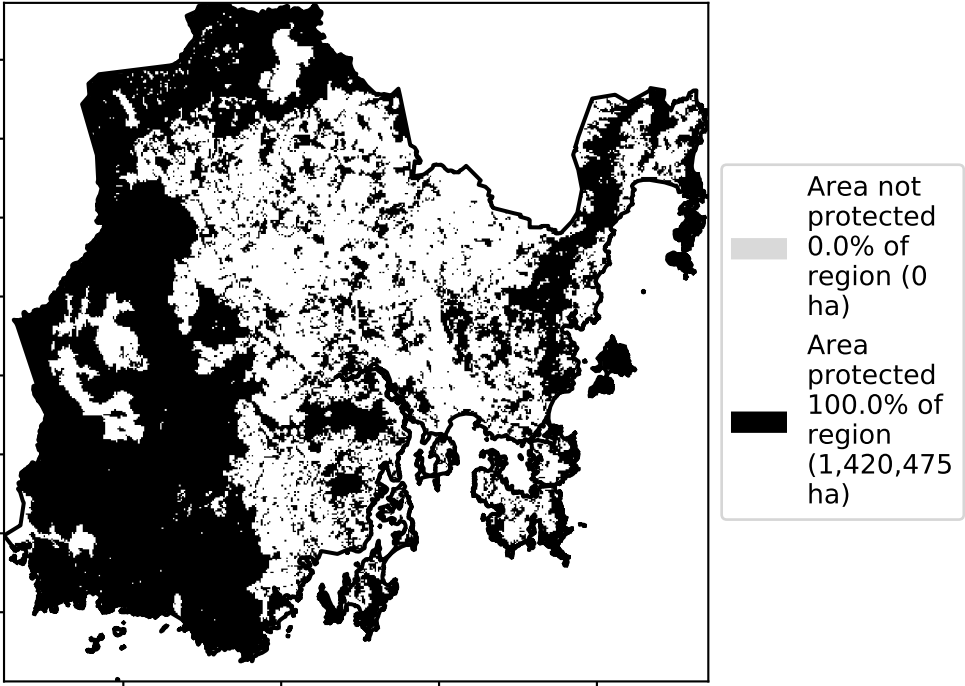 Area not
protected
0.0% of
region (0
ha)
Area
protected
100.0% of
region
(1,420,475
ha)